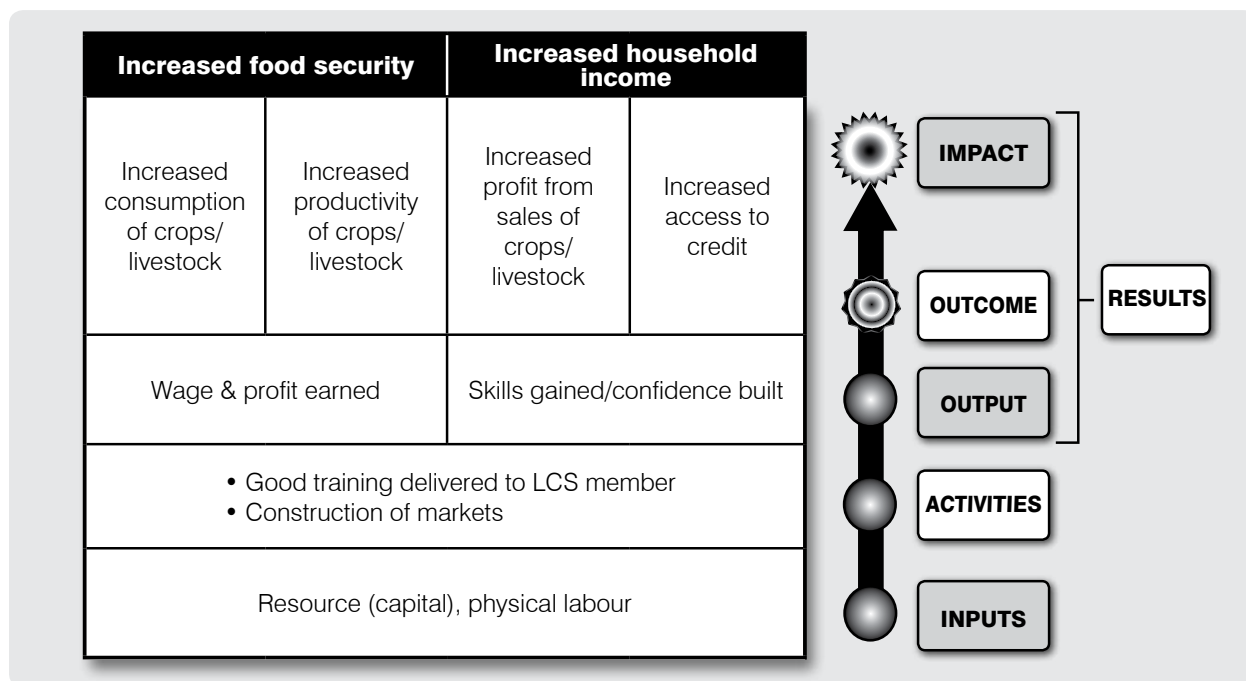 Increased food security
Increased household
income
Increased
consumption
of crops/
livestock
Increased
productivity
of crops/
livestock
Increased
profit from
sales of
crops/
livestock
Increased
access to
credit
Wage & profit earned
Skills gained/confidence built
• Good training delivered to LCS member
• Construction of markets
Resource (capital), physical labour
IMPACT
OUTCOME
OUTPUT
ACTIVITIES
INPUTS
RESULTS